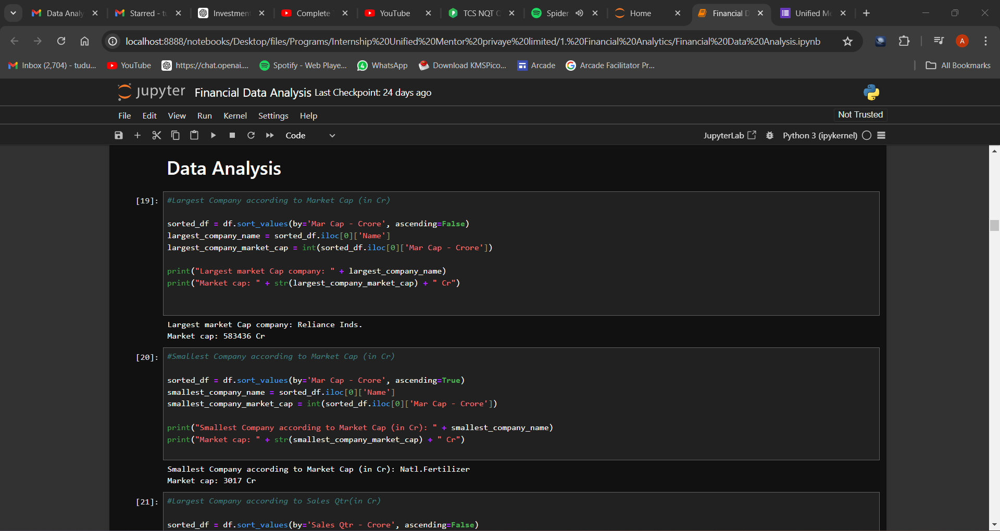 Data Analy
Starred - tu
Investmen
Complete
YouTube
TCS NQT C
Spider
Home
Financial D
Unified Me
localhost:8888/notebooks/Desktop/files/Programs/Internship%20Unified%20Mentor%20privaye%20limited/1.%20Financial%20Analytics/Financial%20Data%20Analysis.ipynb
A
Inbox (2,704) - tudu...
YouTube
https://chat.openai....
Spotify - Web Playe...
4
WhatsApp
Download KMSPico...
Arcade
Arcade Facilitator Pr...
All Bookmarks
jupyter Financial Data Analysis Last Checkpoint: 24 days ago
File Edit View Run Kernel Settings Help
Not Trusted
Code
JupyterLab
Python 3 (ipykernel)
Data Analysis
[19]: #Largest Company according to Market Cap (in Cr)
sorted_df = df.sort_values(by='Mar Cap - Crore', ascending=False)
largest_company_name = sorted_df.iloc[0]['Name']
largest_company_market_cap = int(sorted_df.iloc[0]['Mar Cap - Crore'])
print("Largest market Cap company: " + largest_company_name)
print("Market cap: " + str(largest_company_market_cap) + " Cr")
Largest market Cap company: Reliance Inds.
Market cap: 583436 Cr
[20]: #Smallest Company according to Market Cap (in Cr)
sorted_df = df.sort_values(by='Mar Cap - Crore', ascending=True)
smallest_company_name = sorted_df.iloc[0]['Name']
smallest_company_market_cap = int(sorted_df.iloc[0]['Mar Cap - Crore'])
print("Smallest Company according to Market Cap (in Cr): " + smallest_company_name)
print("Market cap: " + str(smallest_company_market_cap) + " Cr")
Smallest Company according to Market Cap (in Cr): Natl.Fertilizer
Market cap: 3017 Cr
[21]: #Largest Company according to Sales Qtr(in Cr)
sorted_df = df.sort_values(by='Sales Qtr - Crore', ascending=False)